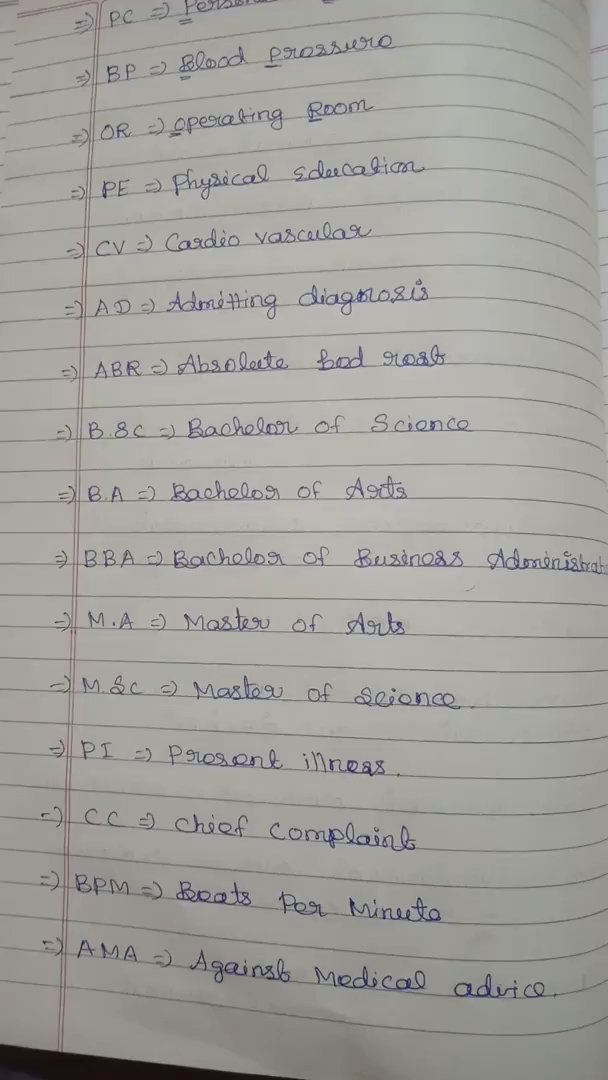 => PC =>
=> BP => Blood Pressure
=> OR => Operating Room
=> PE => Physical Education
=> CV => Cardio vascular
=> AD => Admitting diagnosis
=> ABR => Absolute bed rest
=> B.SC => Bachelor of Science
=> B.A => Bachelor of Arts
=> BBA => Bachelor of Business Administrat
=> M.A => Master of Arts
=> M.SC => Master of Science.
=> PI => Present illness.
=> CC => Chief Complaint
=> BPM => Beats Per Minute
=> AMA => Against Medical advice.